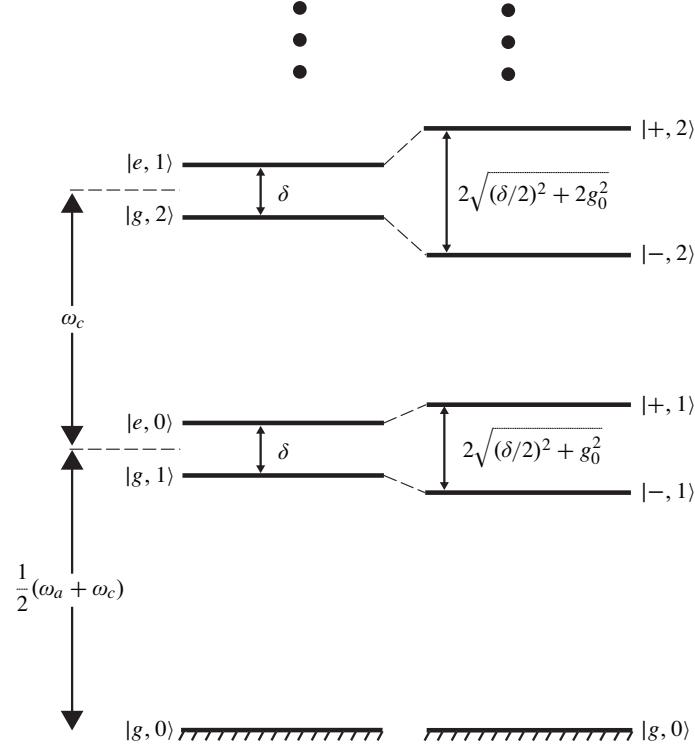 |+, 2⟩
|e, 1⟩
δ
2√(δ/2)² + 2g₀²
|g, 2⟩
|−, 2⟩
ω_c
|+, 1⟩
|e, 0⟩
δ
2√(δ/2)² + g₀²
|g, 1⟩
|−, 1⟩
1/2(ω_a + ω_c)
|g, 0⟩
|g, 0⟩